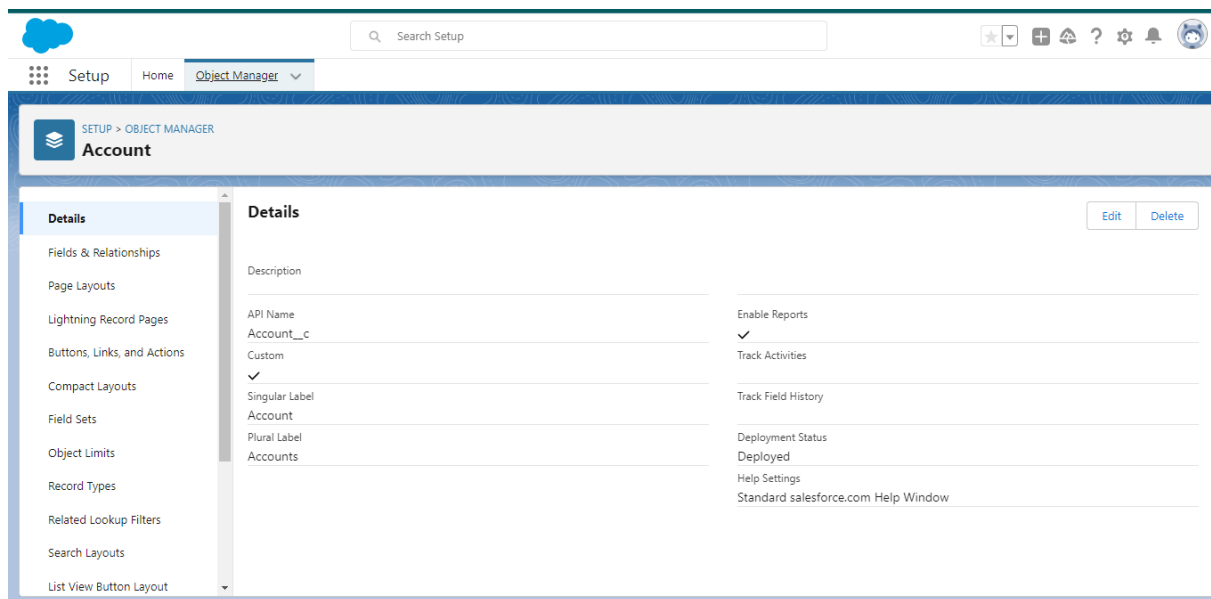 Search Setup
Setup
Home
Object Manager
SETUP > OBJECT MANAGER
Account
Details
Fields & Relationships
Page Layouts
Lightning Record Pages
Buttons, Links, and Actions
Compact Layouts
Field Sets
Object Limits
Record Types
Related Lookup Filters
Search Layouts
List View Button Layout
Details
Edit
Delete
Description
API Name
Account__c
Custom
Singular Label
Account
Plural Label
Accounts
Enable Reports
Track Activities
Track Field History
Deployment Status
Deployed
Help Settings
Standard salesforce.com Help Window